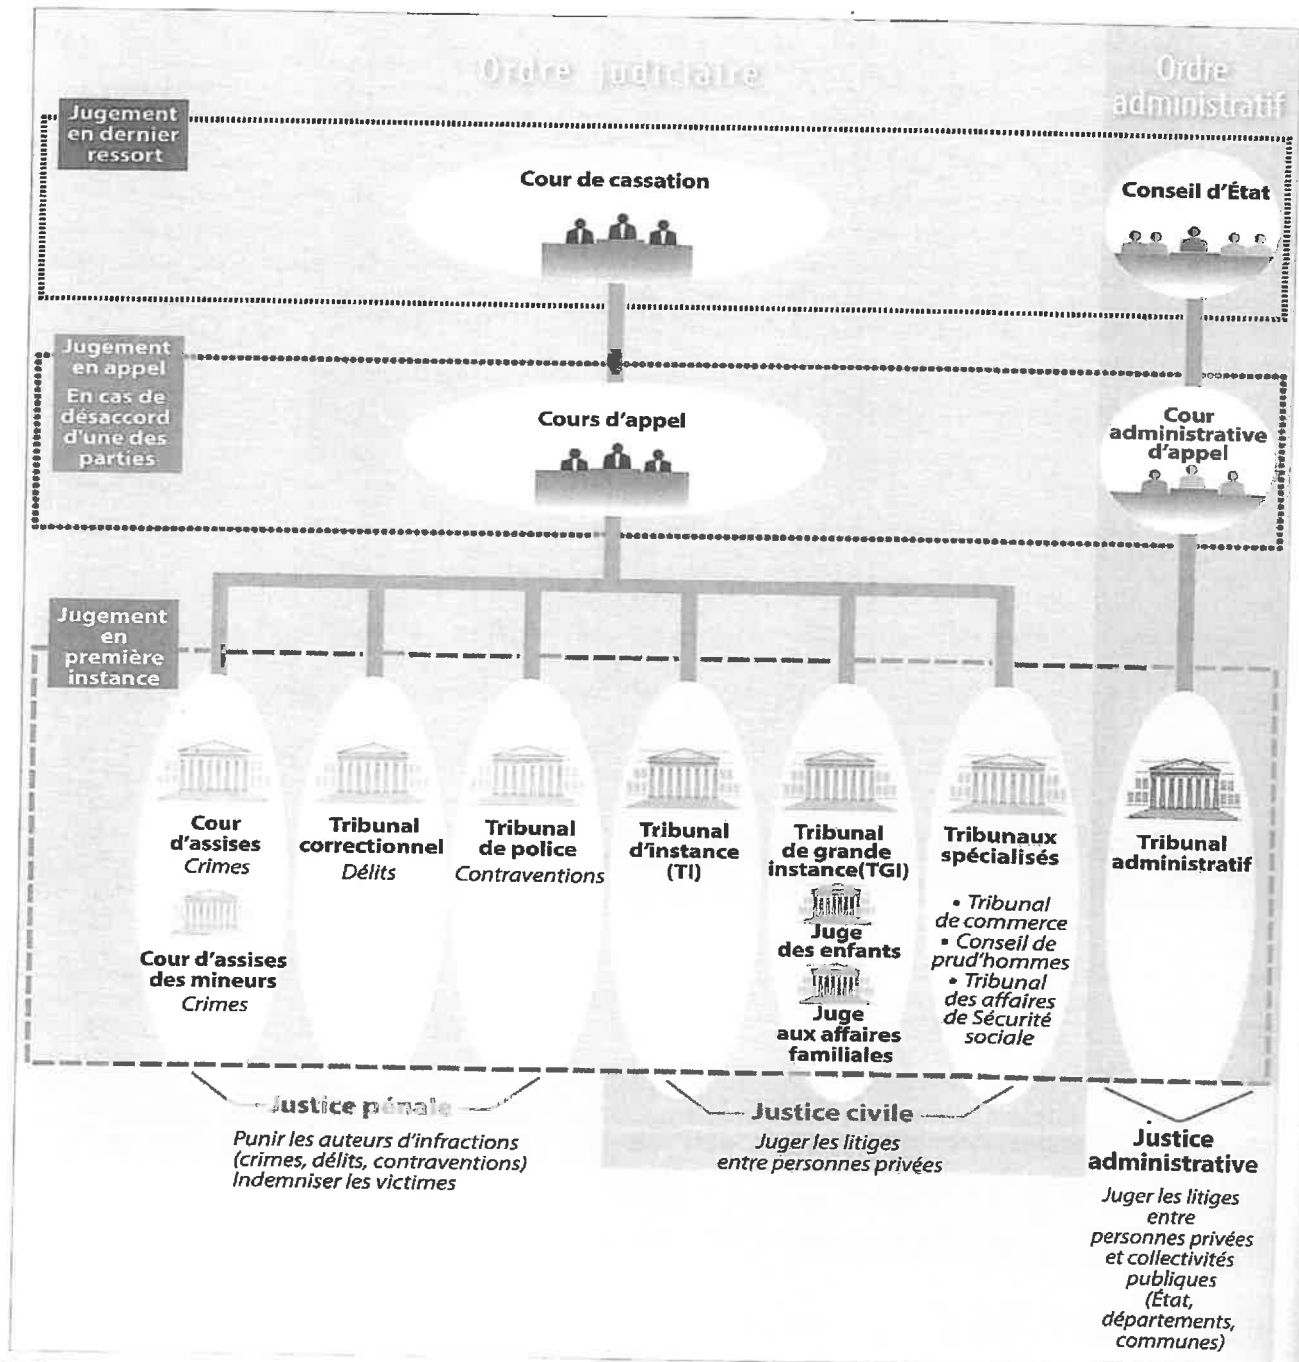 Ordre judiciaire
Ordre
administratif
Jugement
en dernier
ressort
Cour de cassation
Conseil d'État
Jugement
en appel
En cas de
désaccord
d'une des
parties
Cours d'appel
Cour
administrative
d'appel
Jugement
en
première
instance
Cour
d'assises
Crimes
Cour d'assises
des mineurs
Crimes
Tribunal
correctionnel
Délits
Tribunal
de police
Contraventions
Tribunal
d'instance
(TI)
Tribunal
de grande
instance(TGI)
Juge
des enfants
Juge
aux affaires
familiales
Tribunaux
spécialisés
• Tribunal
de commerce
• Conseil de
prud'hommes
• Tribunal
des affaires
de Sécurité
sociale
Tribunal
administratif
Justice pénale
Punir les auteurs d'infractions
(crimes, délits, contraventions)
Indemniser les victimes
Justice civile
Juger les litiges
entre personnes privées
Justice
administrative
Juger les litiges
entre
personnes privées
et collectivités
publiques
(État,
départements,
communes)